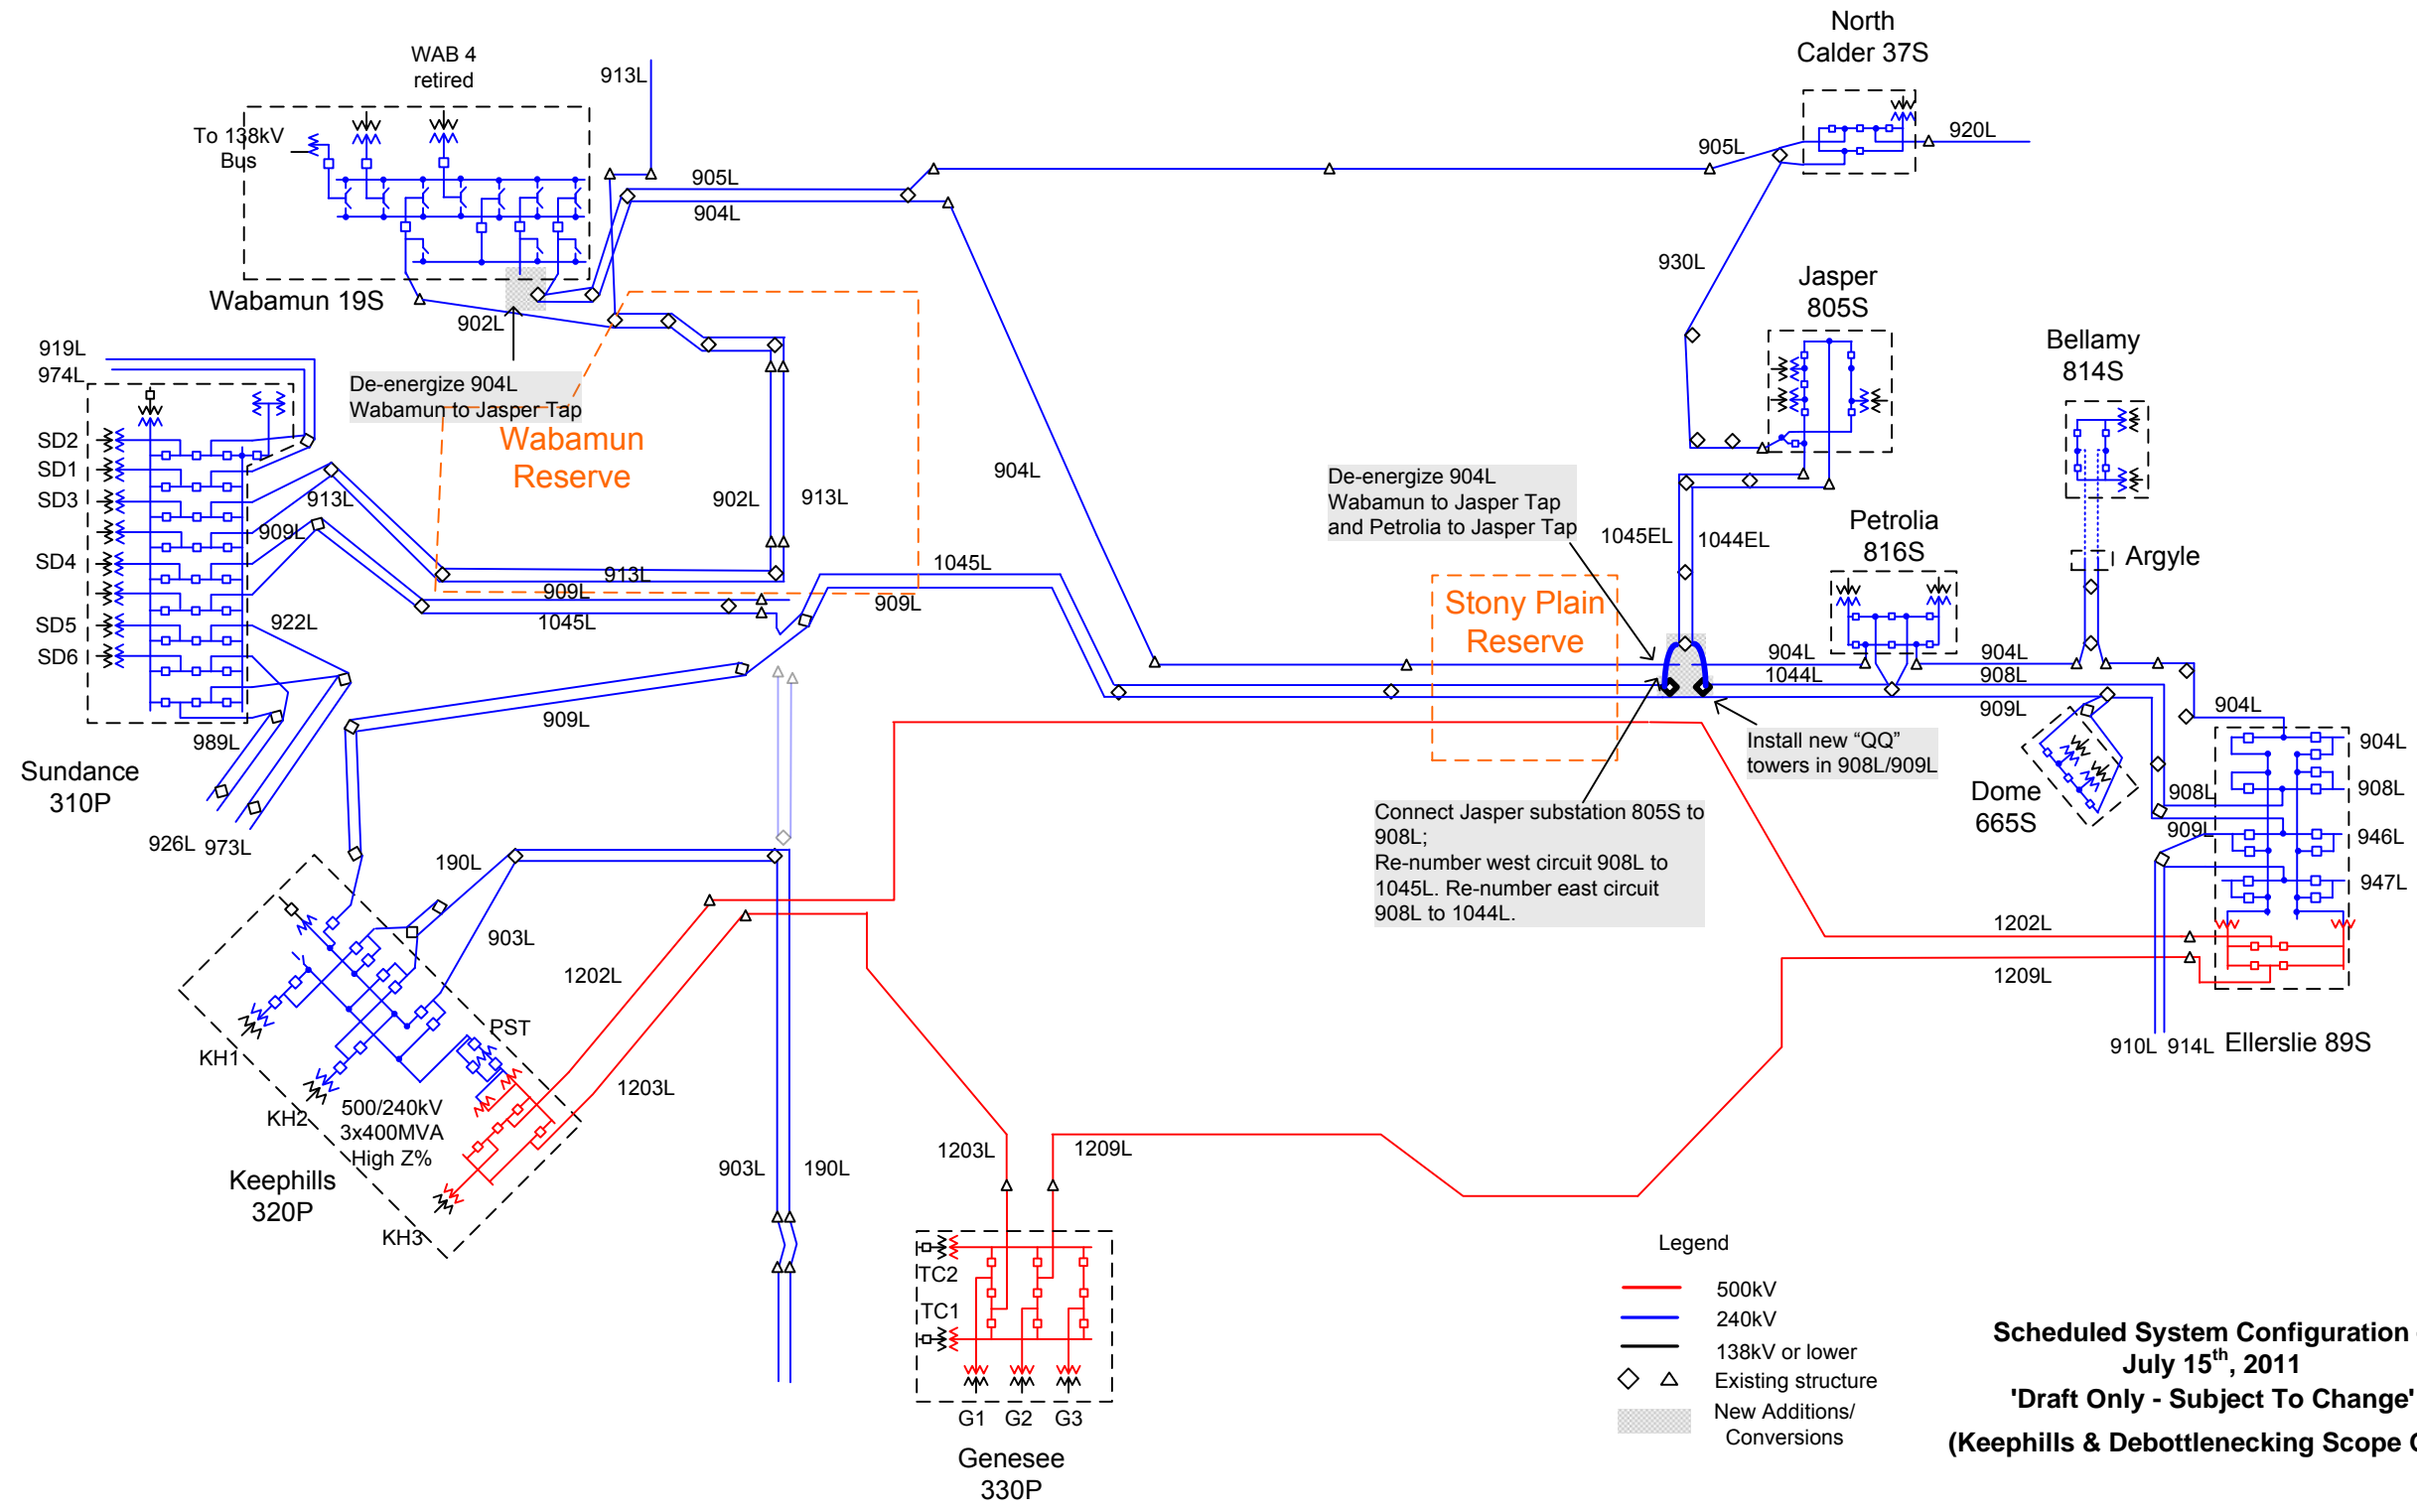 North
Calder 37S
WAB 4
retired
913L
To 138kV
Bus
905L
920L
905L
904L
930L
Wabamun 19S
902L
Jasper
805S
Bellamy
814S
919L
974L
De-energize 904L
Wabamun to Jasper Tap
Wabamun
Reserve
SD2
SD1
SD3
SD4
SD5
SD6
913L
909L
902L
913L
904L
De-energize 904L
Wabamun to Jasper Tap
and Petrolia to Jasper Tap
1045EL
1044EL
Petrolia
816S
Argyle
913L
909L
1045L
1045L
909L
922L
Stony Plain
Reserve
904L
1044L
904L
908L
909L
904L
909L
989L
Sundance
310P
926L
973L
Install new “QQ”
towers in 908L/909L
Dome
665S
904L
908L
946L
947L
908L
909L
Connect Jasper substation 805S to
908L;
Re-number west circuit 908L to
1045L. Re-number east circuit
908L to 1044L.
190L
903L
1202L
1203L
PST
1202L
1209L
910L
914L
Ellerslie 89S
KH1
KH2
KH3
500/240kV
3x400MVA
High Z%
Keephills
320P
903L
190L
1203L
1209L
TC2
TC1
G1
G2
G3
Genesee
330P
Legend
500kV
240kV
138kV or lower
Existing structure
New Additions/
Conversions
Scheduled System Configuration
July 15th, 2011
'Draft Only - Subject To Change'
(Keephills & Debottlenecking Scope